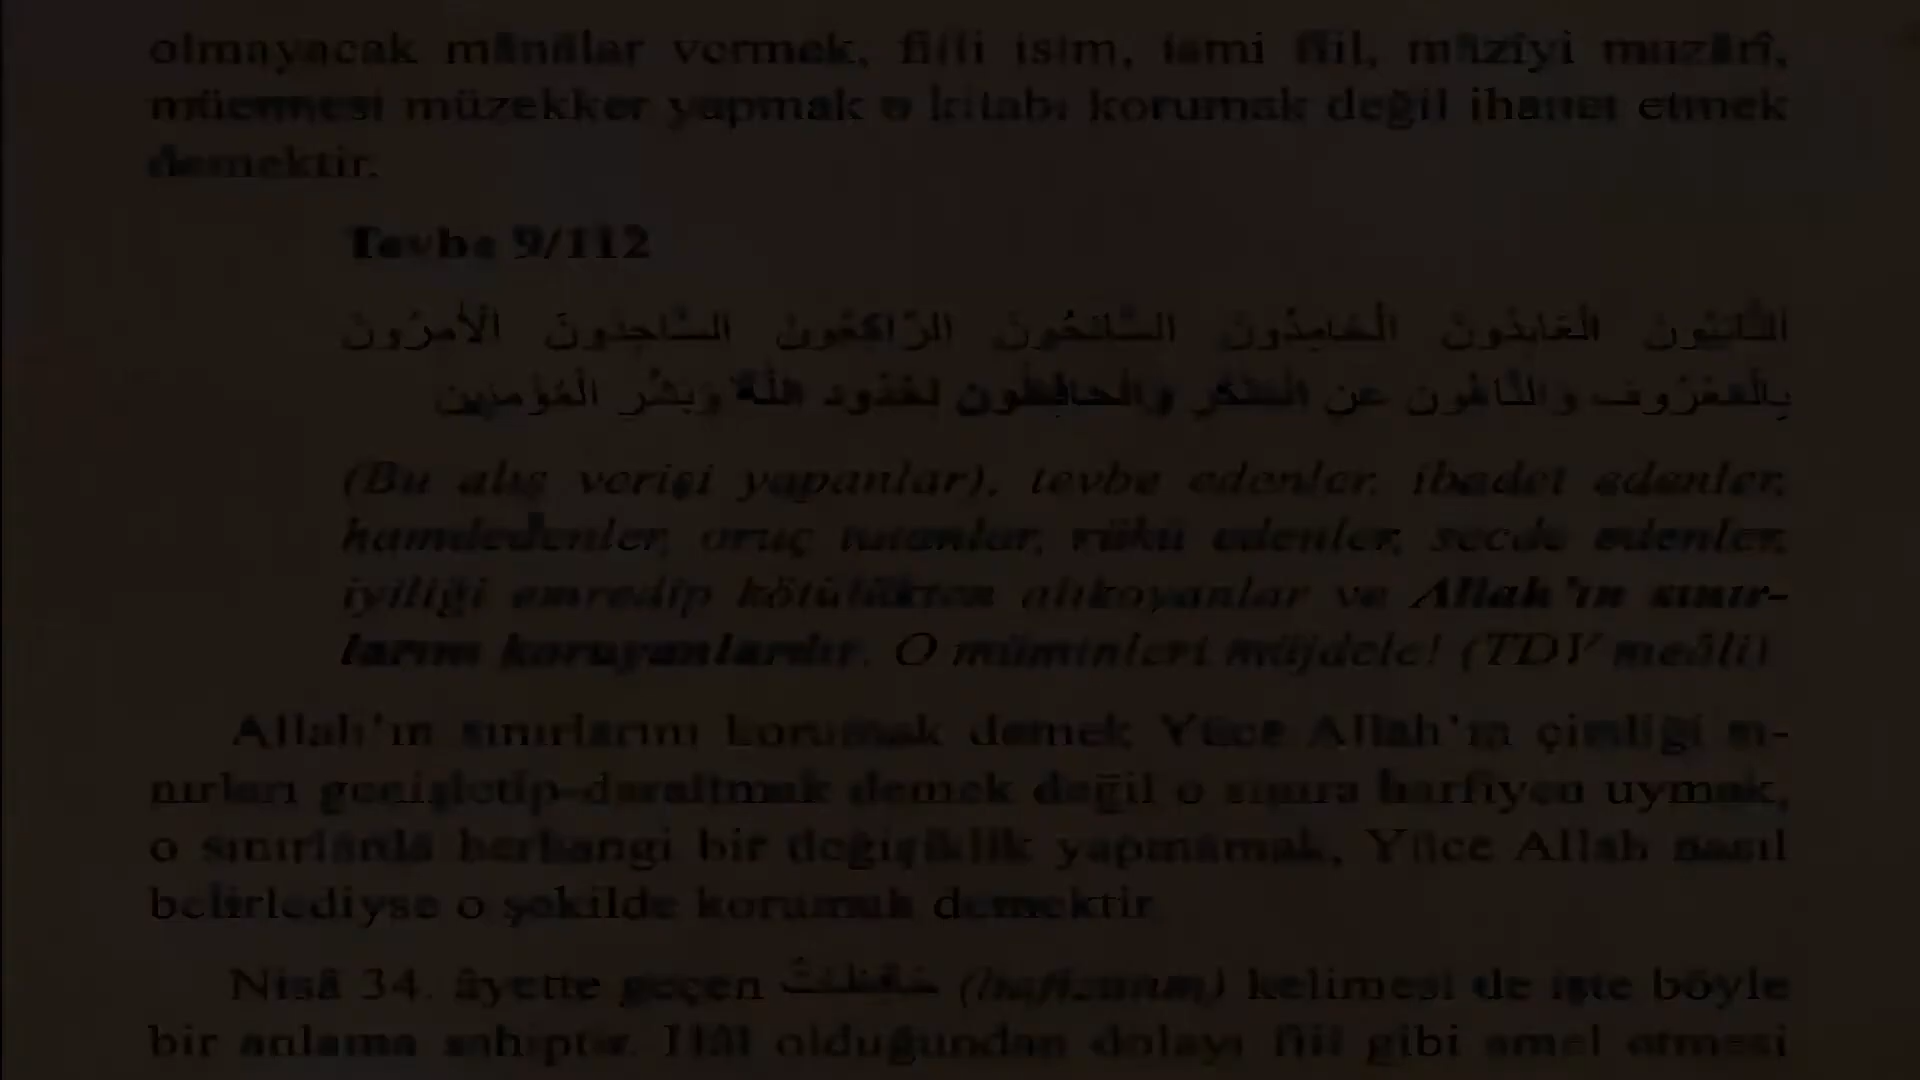 olmayacak mânâlar vermek, fiili isim, ismi fiil, mâzîyi muzârî,
müennesi müzekker yapmak o kitabı korumak değil ihanet etmek
demektir.
Tevbe 9/112
التَّائِبُونَ الْعَابِدُونَ الْحَامِدُونَ السَّائِحُونَ الرَّاكِعُونَ السَّاجِدُونَ الْآمِرُونَ
بِالْمَعْرُوفِ وَالنَّاهُونَ عَنِ الْمُنْكَرِ وَالْحَافِظُونَ لِحُدُودِ اللَّهِ وَبَشِّرِ الْمُؤْمِنِينَ
(Bu alış verişi yapanlar), tevbe edenler, ibadet edenler,
hamdedenler, oruç tutanlar, rükû edenler, secde edenler,
iyiliği emredip kötülükten alıkoyanlar ve Allah'ın sınır-
larını koruyanlardır. O müminleri müjdele! (TDV meâli)
Allah'ın sınırlarını korumak demek Yüce Allah'ın çizdiği sı-
nırları genişletip-daraltmak demek değil o sınıra harfiyen uymak,
o sınırlarda herhangi bir değişiklik yapmamak, Yüce Allah nasıl
belirlediyse o şekilde korumak demektir.
Nisâ 34. âyette geçen حَافِظَاتٌ (hafizatun) kelimesi de işte böyle
bir anlama sahiptir. Hâl olduğundan dolayı fiil gibi amel etmesi